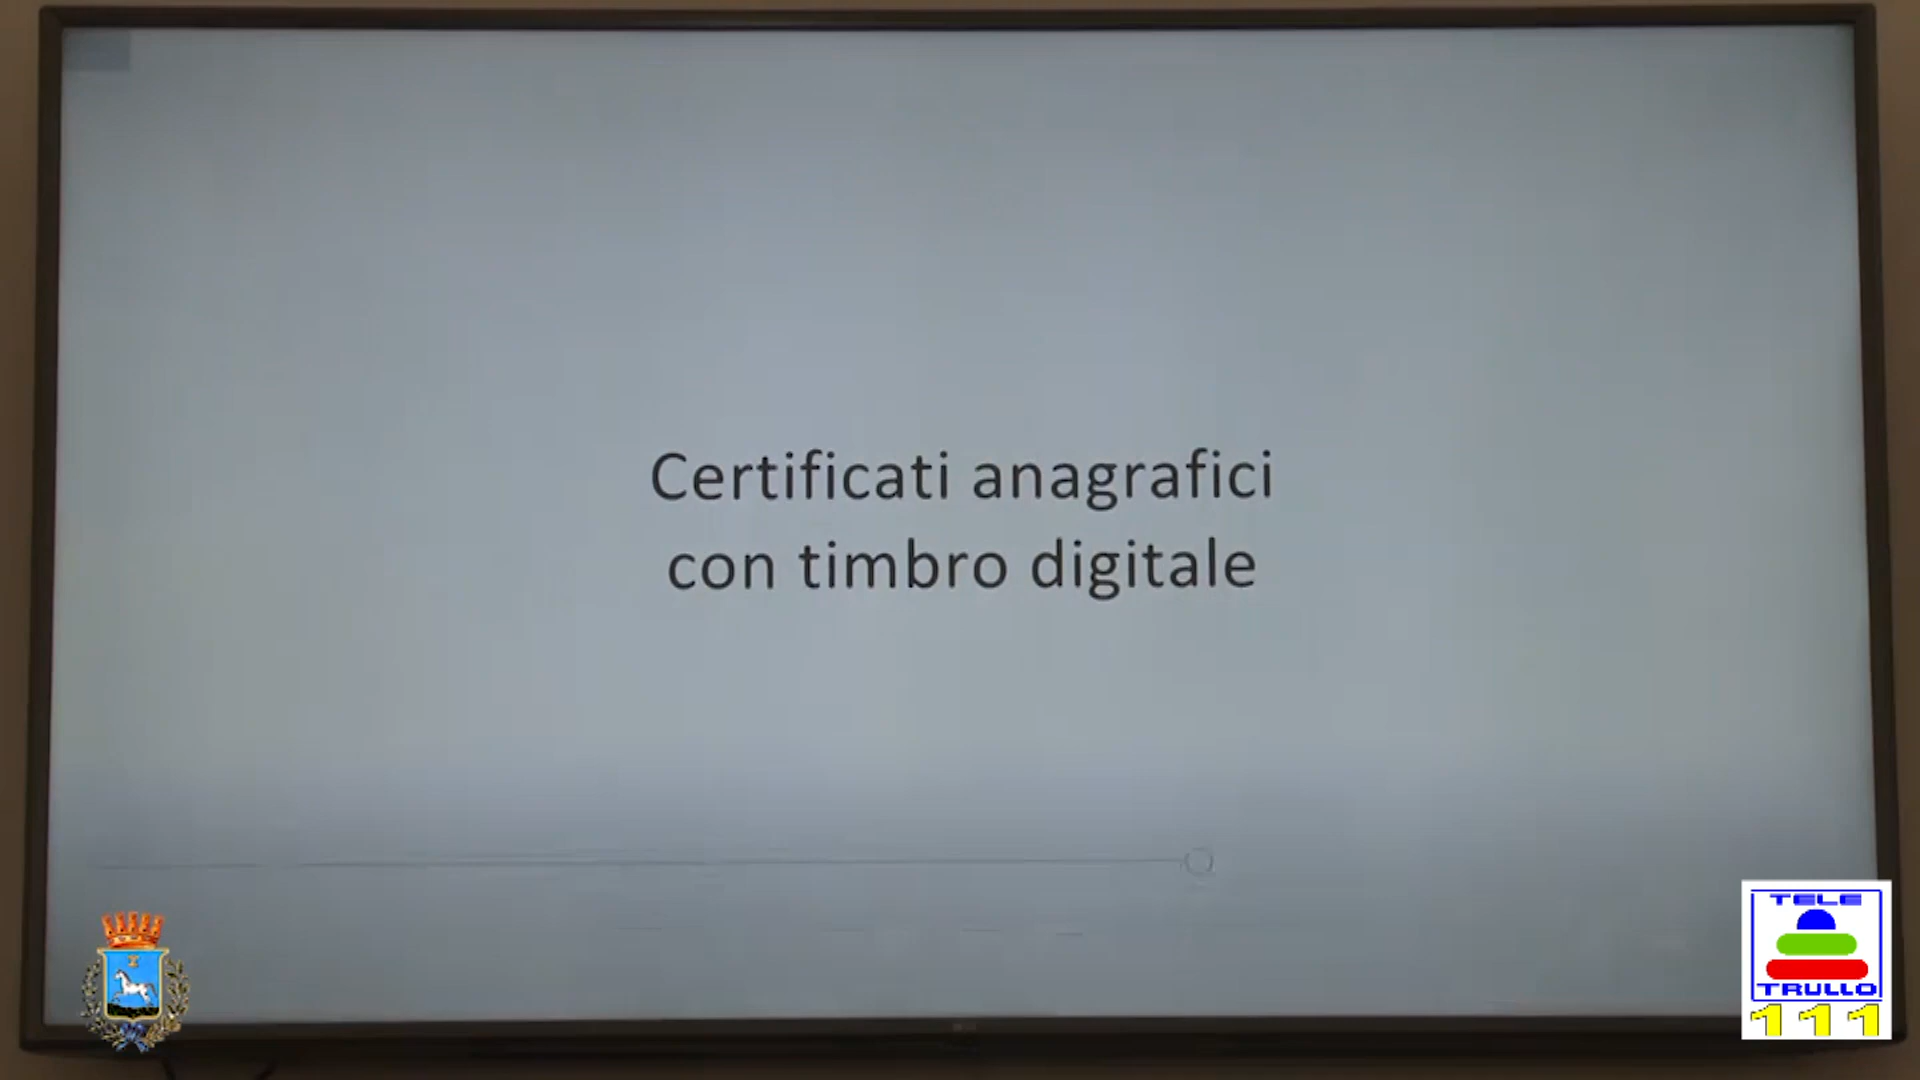 Certificati anagrafici
con timbro digitale
TELE
TRULLO
111